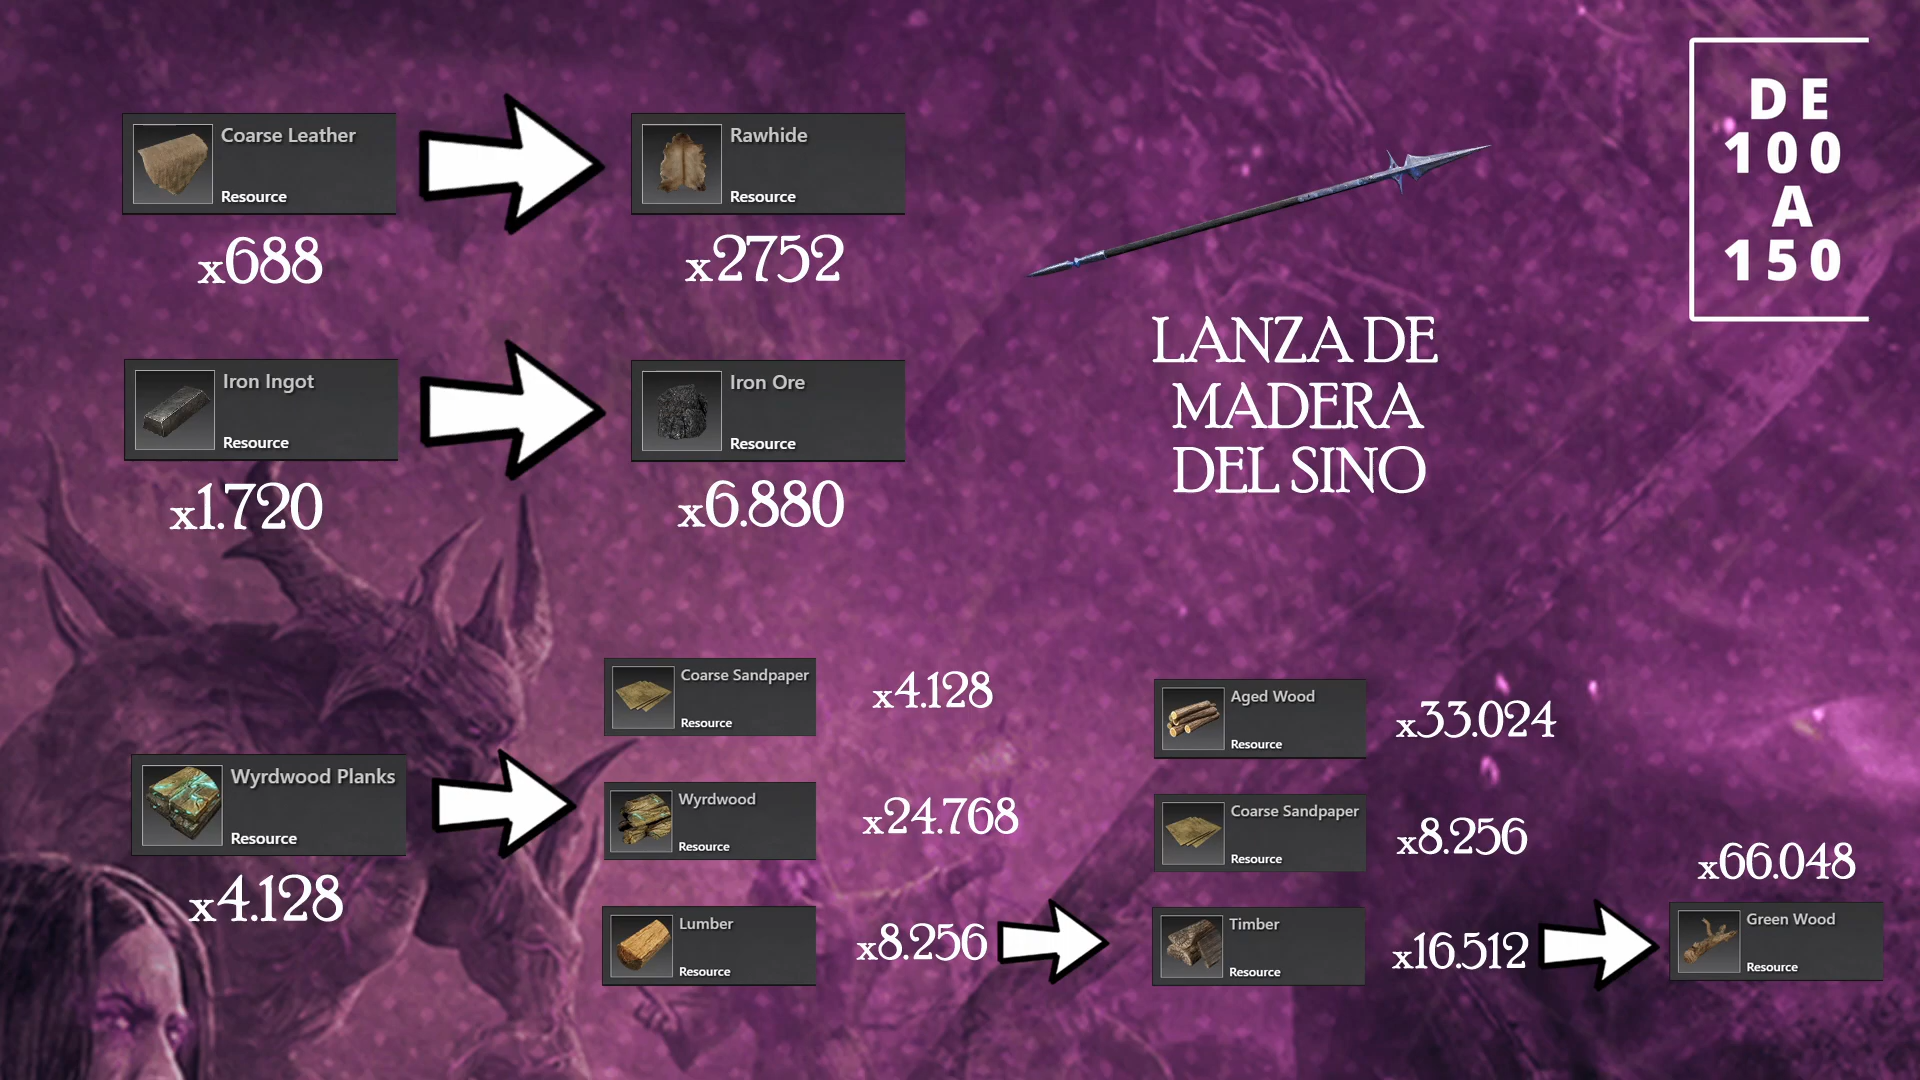 Coarse Leather
Resource
x688
Rawhide
Resource
x2752
DE
100
A
150
LANZA DE
MADERA
DEL SINO
Iron Ingot
Resource
x1.720
Iron Ore
Resource
x6.880
Wyrdwood Planks
Resource
x4.128
Coarse Sandpaper
Resource
x4.128
Wyrdwood
Resource
x24.768
Lumber
Resource
x8.256
Aged Wood
Resource
x33.024
Coarse Sandpaper
Resource
x8.256
Timber
Resource
x16.512
x66.048
Green Wood
Resource